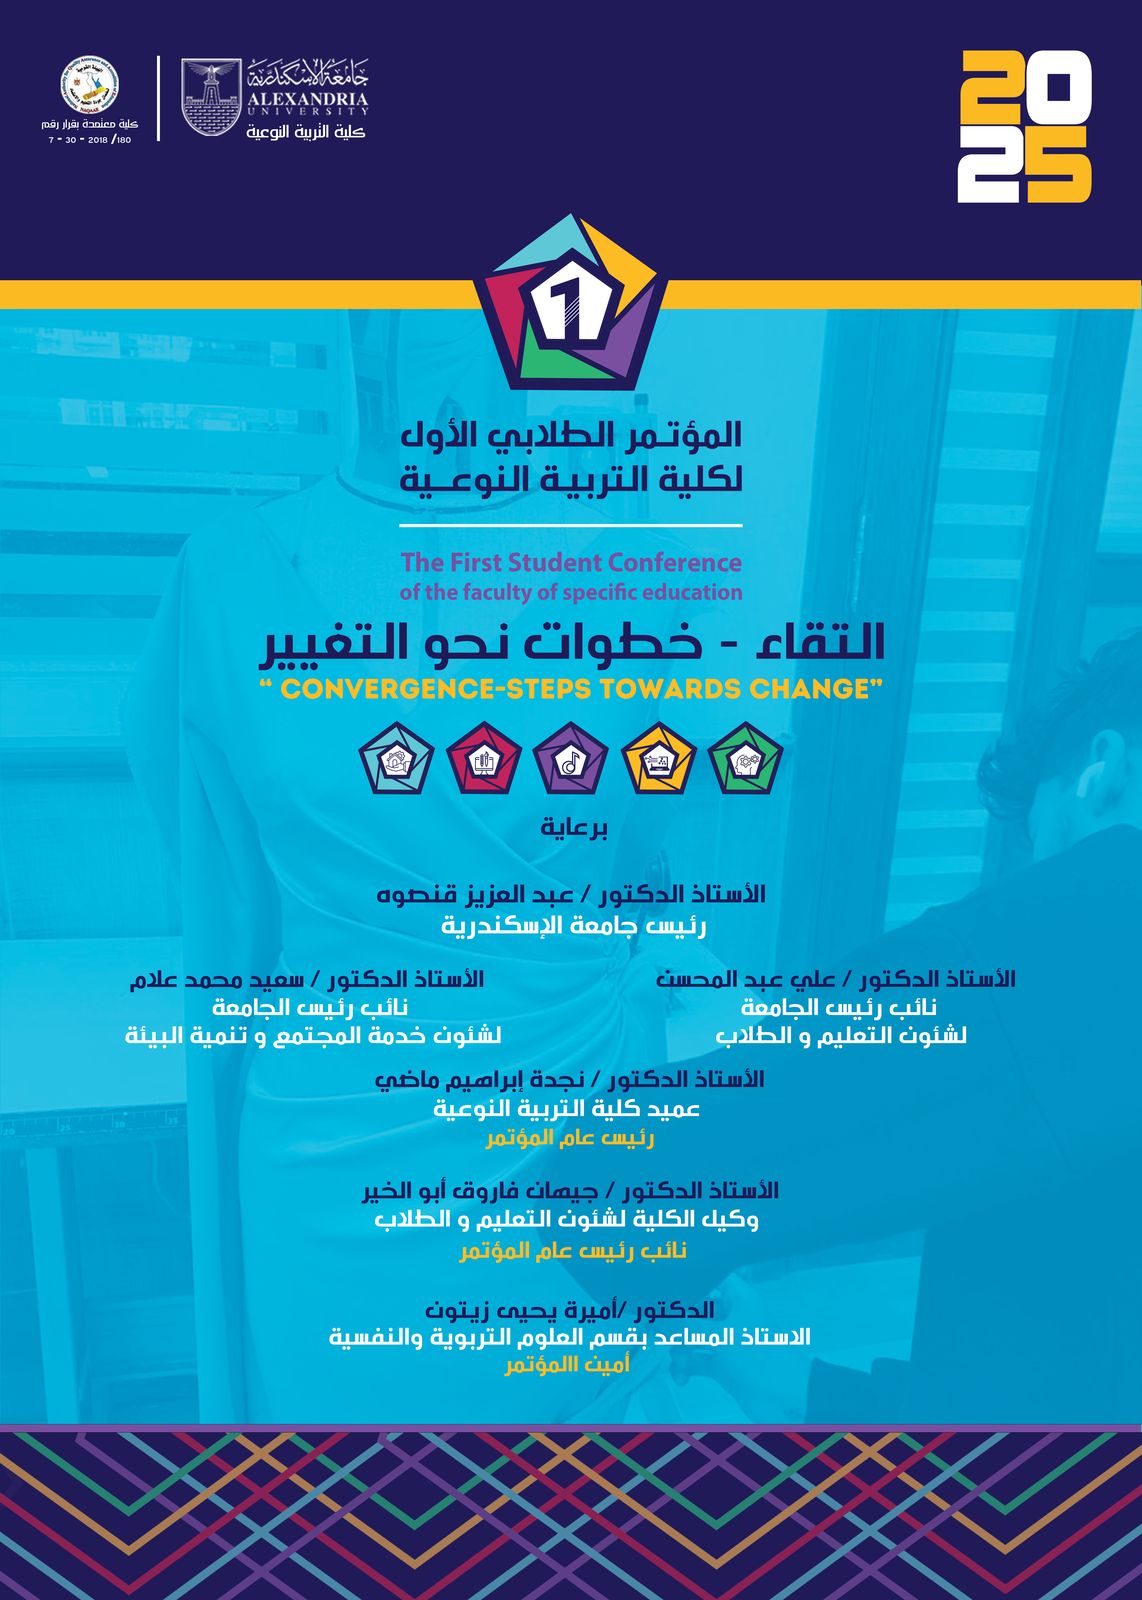 جامعة الإسكندرية
ALEXANDRIA
UNIVERSITY
كلية التربية النوعية
كلية معتمدة بقرار رقم
7 - 30 - 2018 /180
20
25
1
المؤتمر الطلابي الأول
لكلية التربية النوعية
The First Student Conference
of the faculty of specific education
التقاء - خطوات نحو التغيير
“ CONVERGENCE-STEPS TOWARDS CHANGE”
برعاية
الأستاذ الدكتور / عبد العزيز قنصوه
رئيس جامعة الإسكندرية
الأستاذ الدكتور / علي عبد المحسن
نائب رئيس الجامعة
لشئون التعليم و الطلاب
الأستاذ الدكتور / سعيد محمد علام
نائب رئيس الجامعة
لشئون خدمة المجتمع و تنمية البيئة
الأستاذ الدكتور / نجدة إبراهيم ماضي
عميد كلية التربية النوعية
رئيس عام المؤتمر
الأستاذ الدكتور / جيهان فاروق أبو الخير
وكيل الكلية لشئون التعليم و الطلاب
نائب رئيس عام المؤتمر
الدكتور /أميرة يحيى زيتون
الاستاذ المساعد بقسم العلوم التربوية والنفسية
أمين االمؤتمر